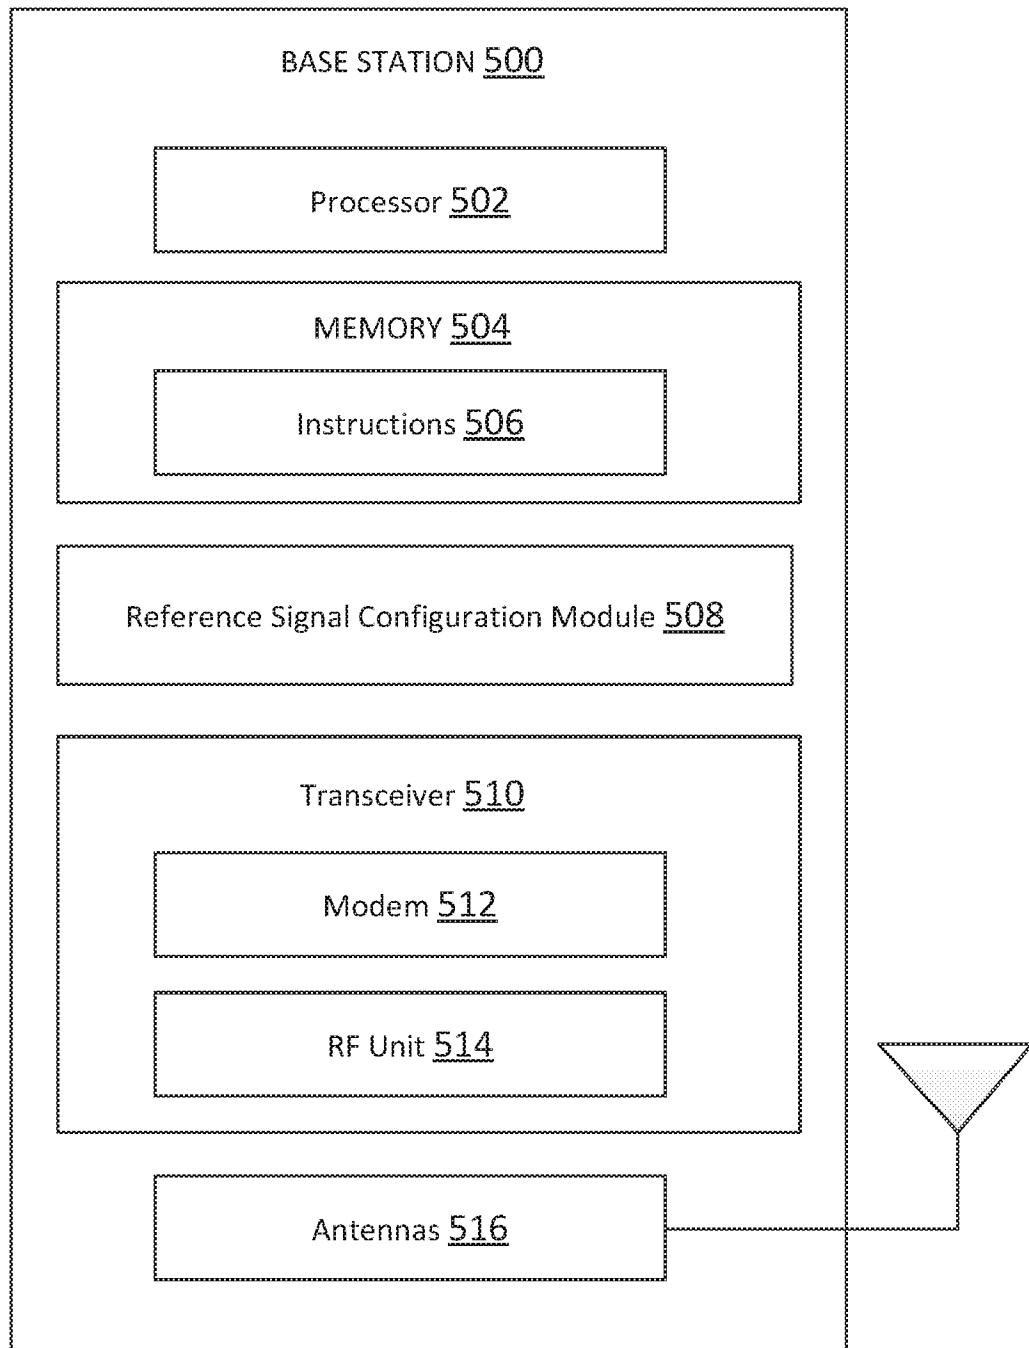 BASE STATION 500
Processor 502
MEMORY 504
Instructions 506
Reference Signal Configuration Module 508
Transceiver 510
Modem 512
RF Unit 514
Antennas 516